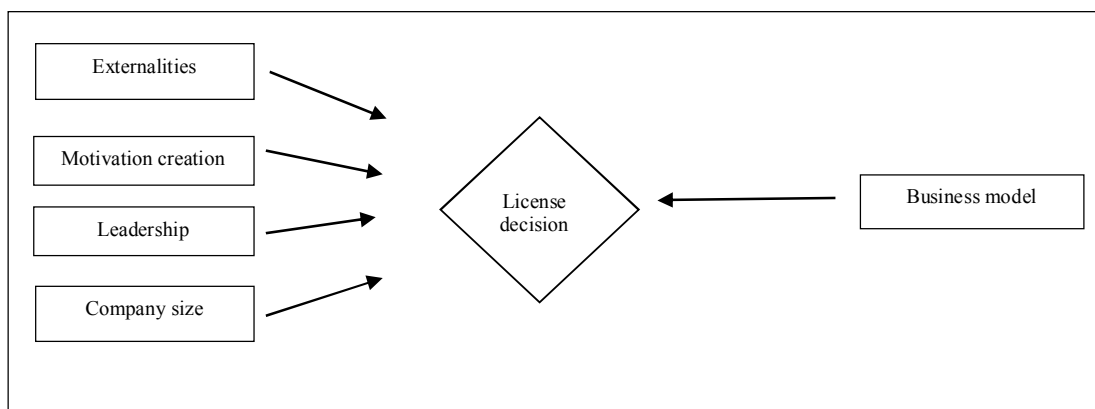 Externalities
Motivation creation
Leadership
Company size
License
decision
Business model